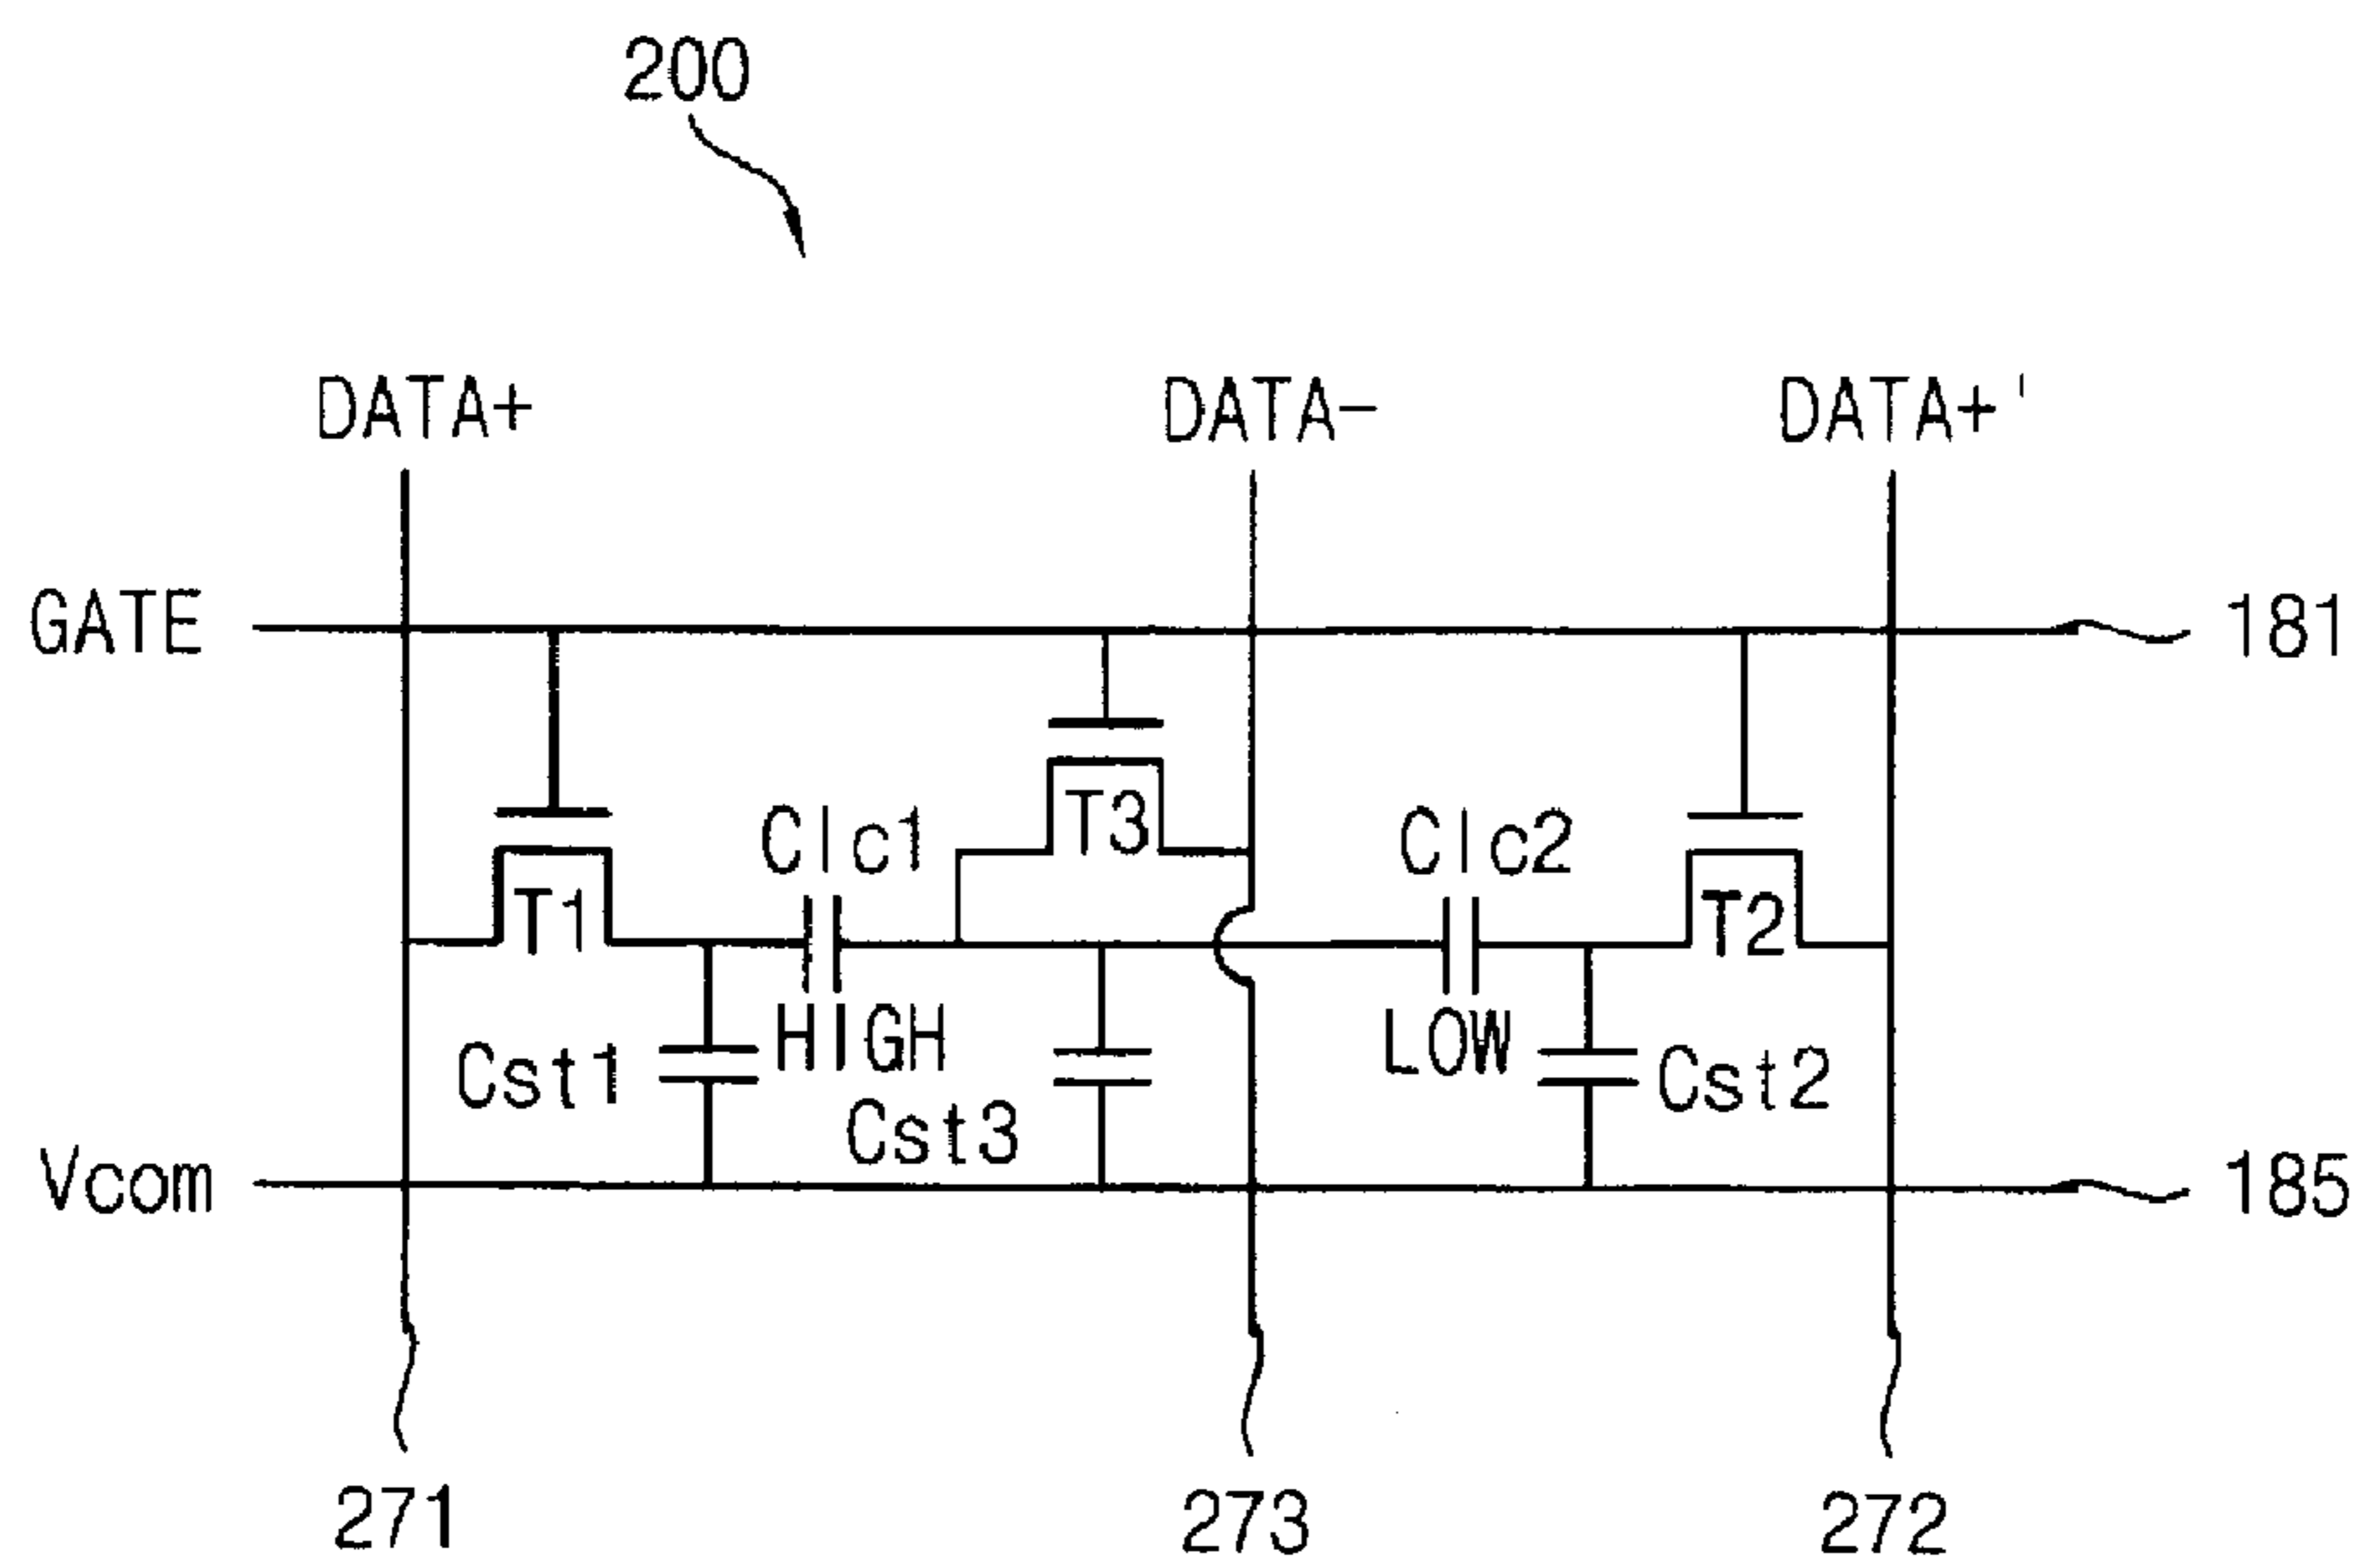 200
DATA+ DATA- DATA+'
GATE 181
T3
Clc1 Clc2
T1 T2
HIGH LOW
Cst1 Cst2
Cst3
Vcom 185
271 273 272